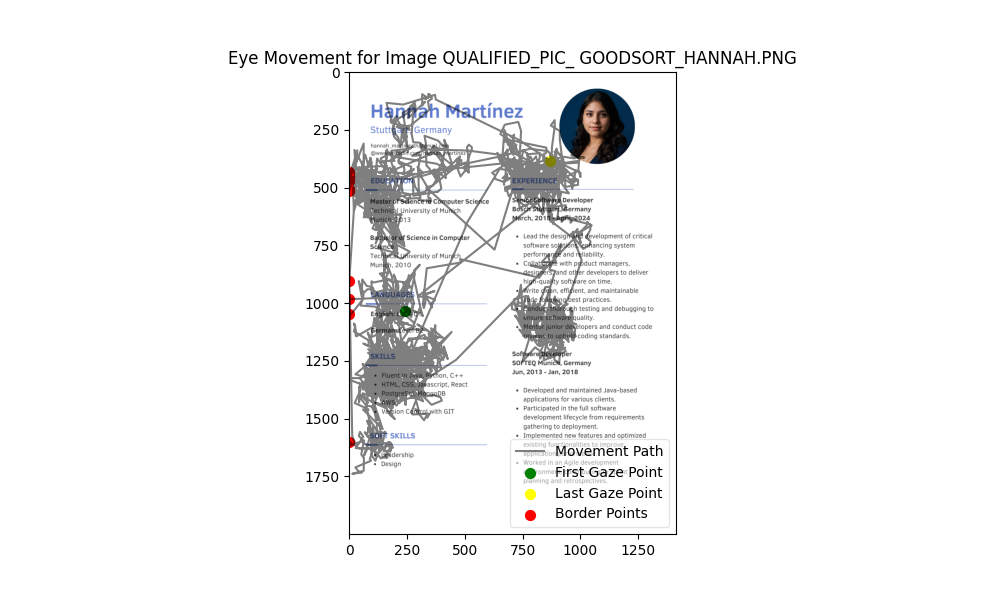 Eye Movement for Image QUALIFIED_PIC_ GOODSORT_HANNAH.PNG
0
250
500
750
1000
1250
1500
1750
Hannah Martínez
Stuttgart, Germany
EDUCATION
Master of Science in Computer Science
Technical University of Munich
Munich, 2013
Bachelor of Science in Computer
Science
Technical University of Munich
Munich, 2010
LANGUAGES
English:
German:
SKILLS
• Fluent in Java, Python, C++
• HTML, CSS, Javascript, React
• PostgreSQL, MongoDB
• AWS
• Version Control with GIT
SOFT SKILLS
• Leadership
• Design
EXPERIENCE
Senior Software Developer
Bosch Stuttgart, Germany
March, 2018 - April, 2024
• Lead the design and development of critical
software solutions, enhancing system
performance and reliability.
• Collaborate with product managers,
designers, and other developers to deliver
high-quality software on time.
• Write clean, efficient, and maintainable
code following best practices.
• Conduct thorough testing and debugging to
ensure software quality.
• Mentor junior developers and conduct code
reviews to uphold coding standards.
Software Developer
SOFTEQ Munich, Germany
Jun, 2013 - Jan, 2018
• Developed and maintained Java-based
applications for various clients.
• Participated in the full software
development lifecycle from requirements
gathering to deployment.
• Implemented new features and optimized
existing functionalities to improve
• Worked in an Agile development
planning and retrospectives.
Movement Path
First Gaze Point
Last Gaze Point
Border Points
0
250
500
750
1000
1250